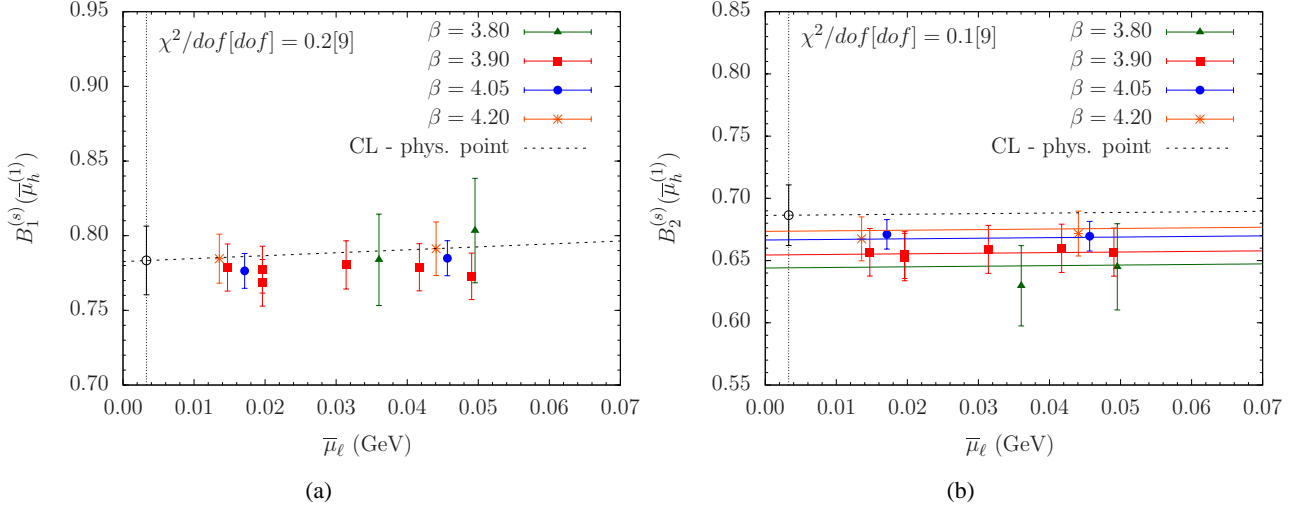 χ²/dof[dof] = 0.2[9]
β = 3.80
β = 3.90
β = 4.05
β = 4.20
CL - phys. point
0.95
0.90
0.85
0.80
0.75
0.70
B₁⁽ˢ⁾(μ̅ₕ⁽¹⁾)
0.00 0.01 0.02 0.03 0.04 0.05 0.06 0.07
μ̅_ℓ (GeV)
(a)
χ²/dof[dof] = 0.1[9]
β = 3.80
β = 3.90
β = 4.05
β = 4.20
CL - phys. point
0.85
0.80
0.75
0.70
0.65
0.60
0.55
B₂⁽ˢ⁾(μ̅ₕ⁽¹⁾)
0.00 0.01 0.02 0.03 0.04 0.05 0.06 0.07
μ̅_ℓ (GeV)
(b)